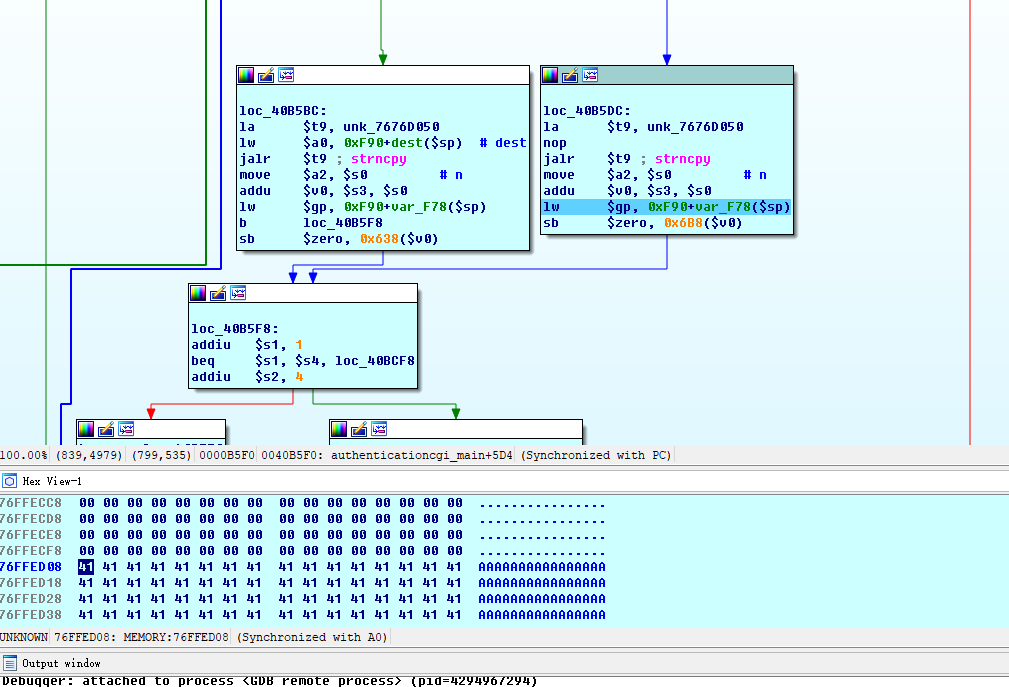 loc_40B5BC:
la $t9, unk_7676D050
lw $a0, 0xF90+dest($sp) # dest
jalr $t9 ; strncpy
move $a2, $s0 # n
addu $v0, $s3, $s0
lw $gp, 0xF90+var_F78($sp)
b loc_40B5F8
sb $zero, 0x638($v0)
loc_40B5DC:
la $t9, unk_7676D050
nop
jalr $t9 ; strncpy
move $a2, $s0 # n
addu $v0, $s3, $s0
lw $gp, 0xF90+var_F78($sp)
sb $zero, 0x6B8($v0)
loc_40B5F8:
addiu $s1, 1
beq $s1, $s4, loc_40BCF8
addiu $s2, 4
100.00% (839,4979) (799,535) 0000B5F0 0040B5F0: authenticationcgi_main+5D4 (Synchronized with PC)
Hex View-1
76FFECC8 00 00 00 00 00 00 00 00 00 00 00 00 00 00 00 00 ................
76FFECD8 00 00 00 00 00 00 00 00 00 00 00 00 00 00 00 00 ................
76FFECE8 00 00 00 00 00 00 00 00 00 00 00 00 00 00 00 00 ................
76FFECF8 00 00 00 00 00 00 00 00 00 00 00 00 00 00 00 00 ................
76FFED08 41 41 41 41 41 41 41 41 41 41 41 41 41 41 41 41 AAAAAAAAAAAAAAAA
76FFED18 41 41 41 41 41 41 41 41 41 41 41 41 41 41 41 41 AAAAAAAAAAAAAAAA
76FFED28 41 41 41 41 41 41 41 41 41 41 41 41 41 41 41 41 AAAAAAAAAAAAAAAA
76FFED38 41 41 41 41 41 41 41 41 41 41 41 41 41 41 41 41 AAAAAAAAAAAAAAAA
UNKNOWN 76FFED08: MEMORY:76FFED08 (Synchronized with A0)
Output window
Debugger: attached to process <GDB remote process> (pid=4294967294)